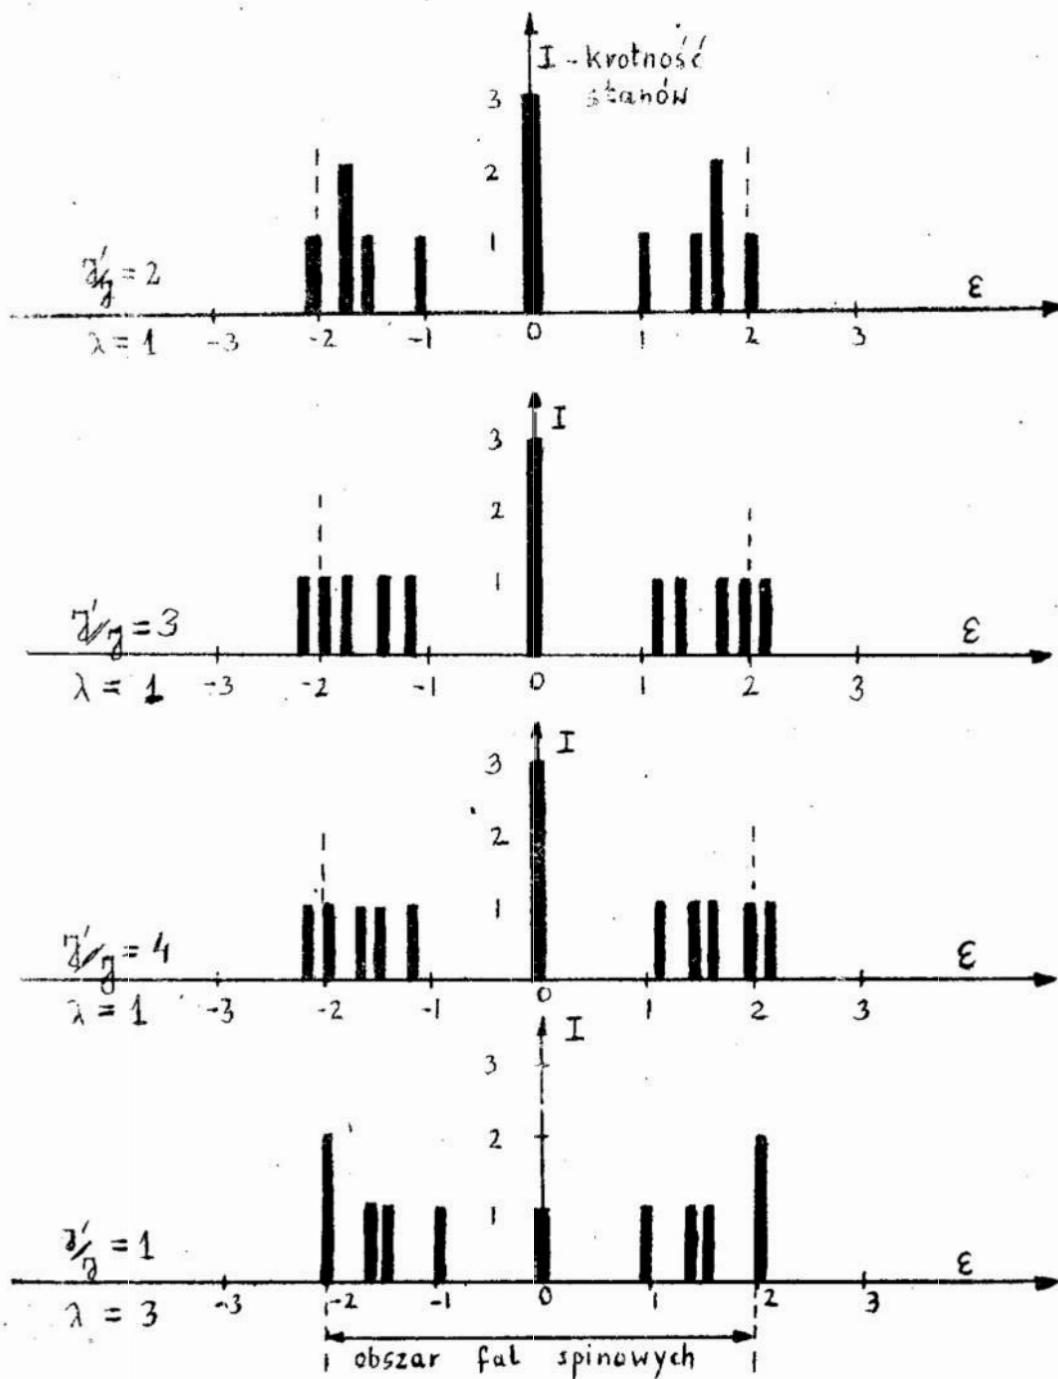 I - krotność
stanów
3
2
1
J'/J = 2
ε
λ = 1
-3 -2 -1 0 1 2 3
I
3
2
1
J'/J = 3
ε
λ = 1
-3 -2 -1 0 1 2 3
I
3
2
1
J'/J = 4
ε
λ = 1
-3 -2 -1 0 1 2 3
I
3
2
1
J'/J = 1
ε
λ = 3
-3 -2 -1 0 1 2 3
obszar fal spinowych